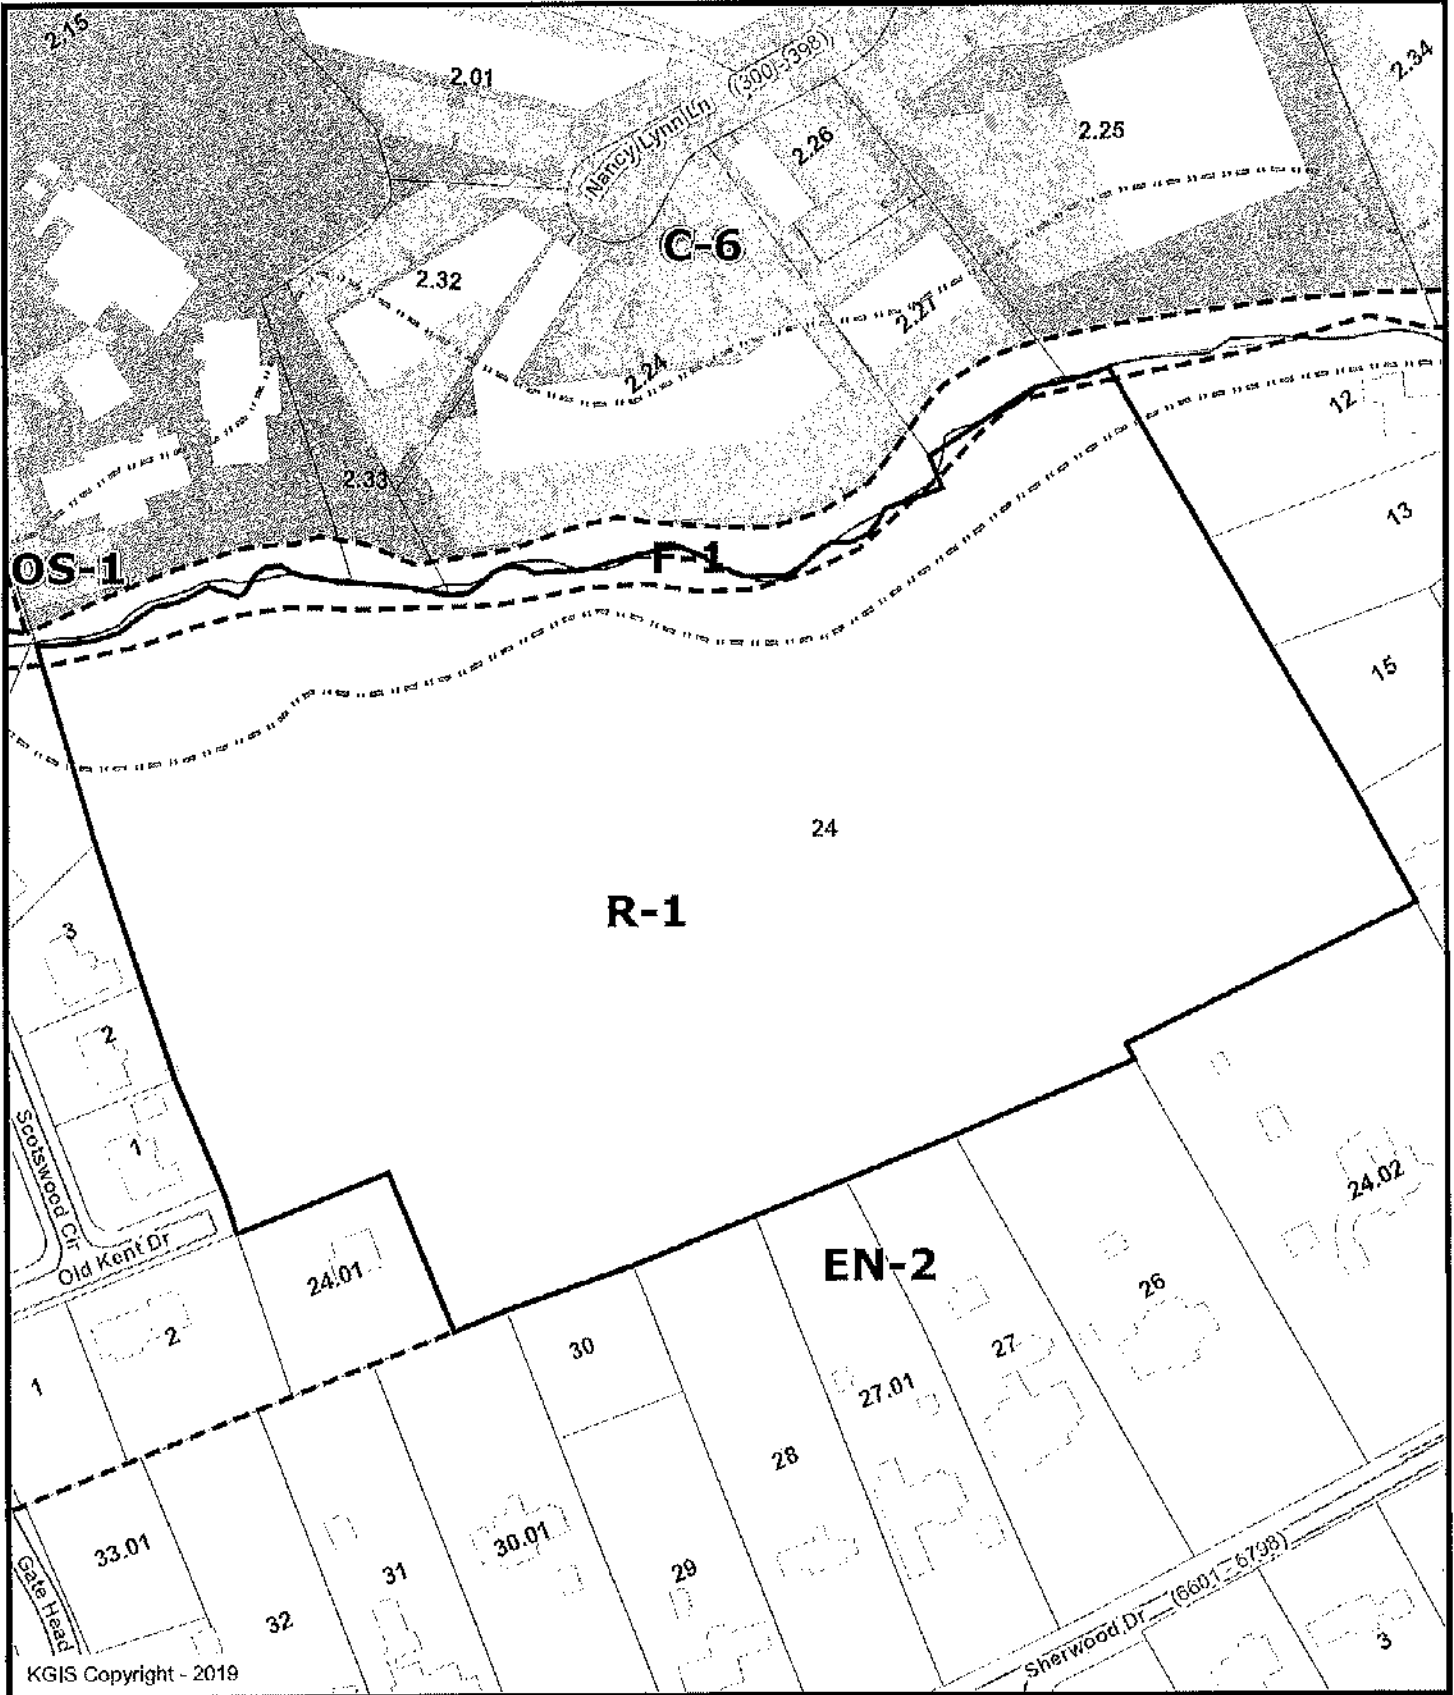 2.15
2.01
Nancy Lynn Ln (300 - 398)
2.34
2.25
2.26
C-6
2.32
2.27
2.24
12
2.33
13
F-1
OS-1
15
24
R-1
3
2
1
Scotswood Cir
Old Kent Dr
24.02
24.01
EN-2
26
2
30
27
1
27.01
28
33.01
30.01
31
29
32
Gate Head
Sherwood Dr (6601 - 6798)
3
KGIS Copyright - 2019